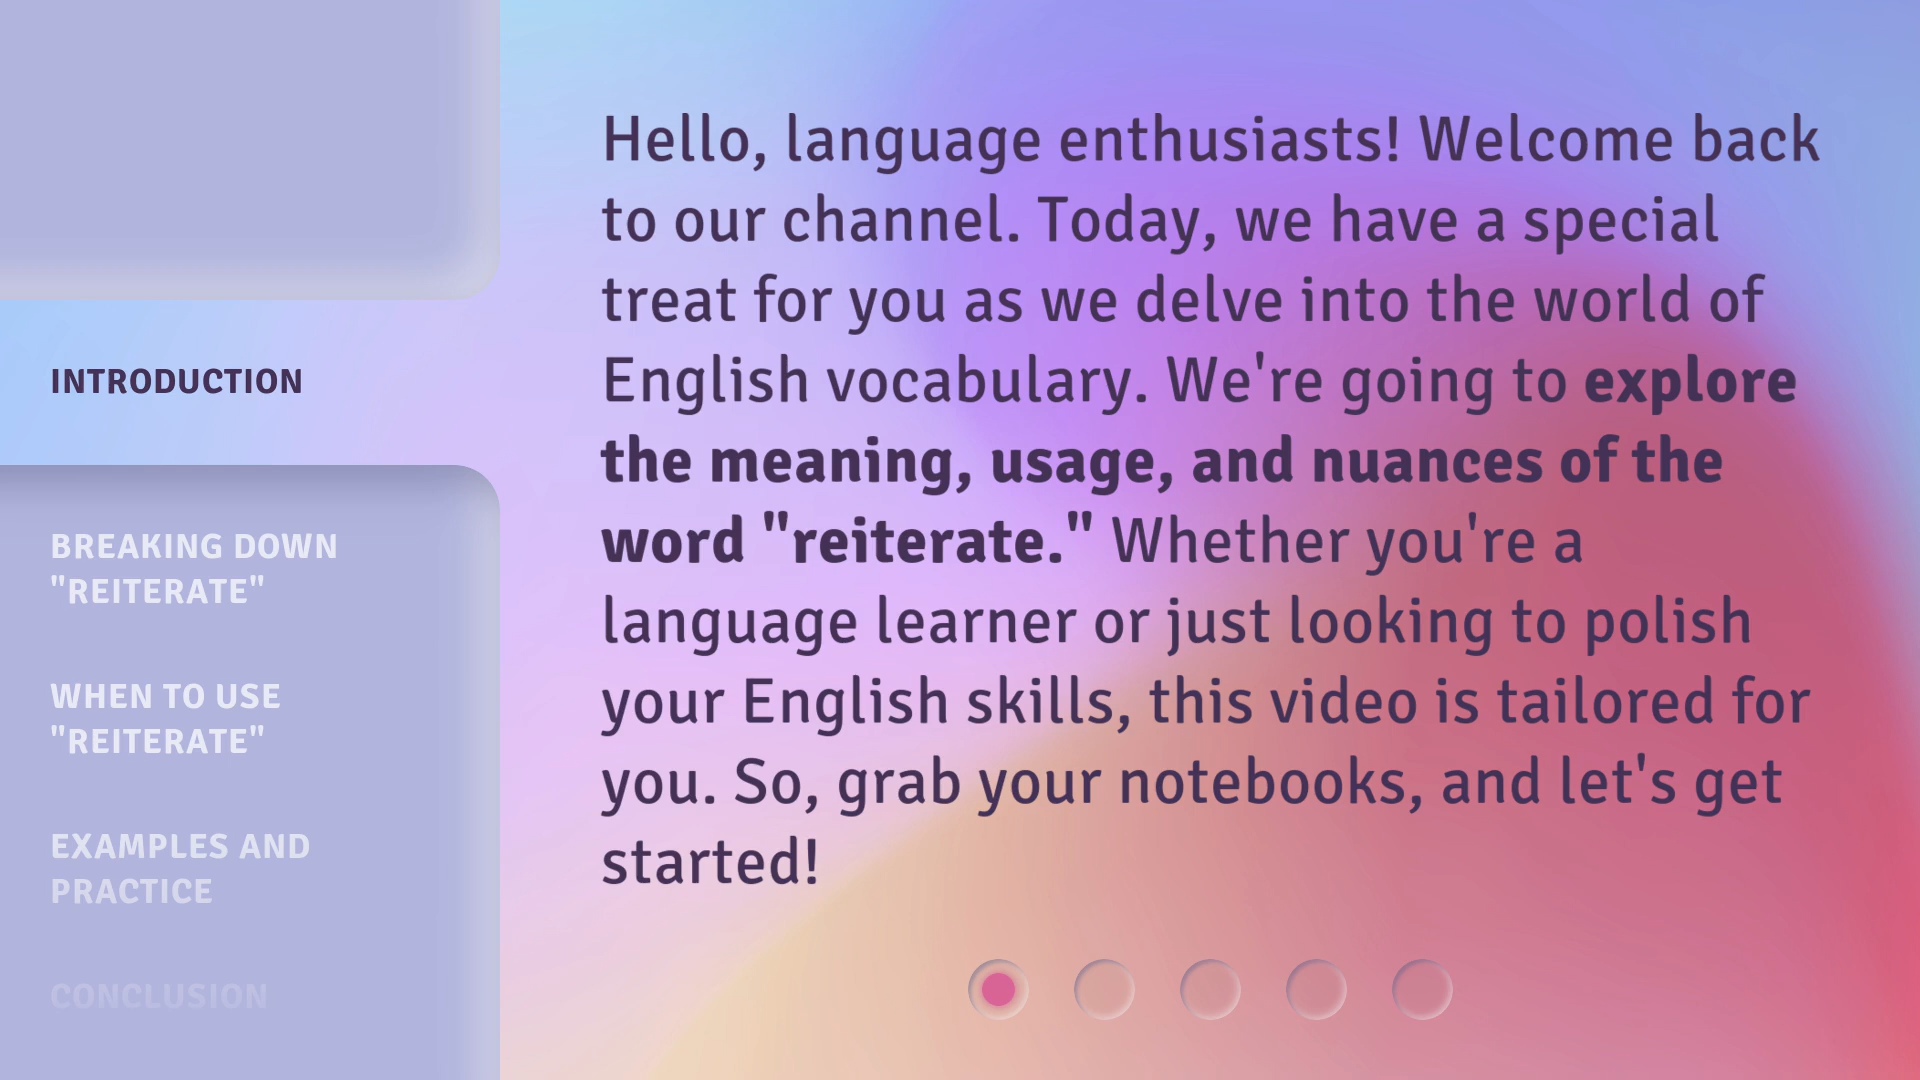 INTRODUCTION
BREAKING DOWN
"REITERATE"
WHEN TO USE
"REITERATE"
EXAMPLES AND
PRACTICE
CONCLUSION
Hello, language enthusiasts! Welcome back
to our channel. Today, we have a special
treat for you as we delve into the world of
English vocabulary. We're going to explore
the meaning, usage, and nuances of the
word "reiterate." Whether you're a
language learner or just looking to polish
your English skills, this video is tailored for
you. So, grab your notebooks, and let's get
started!